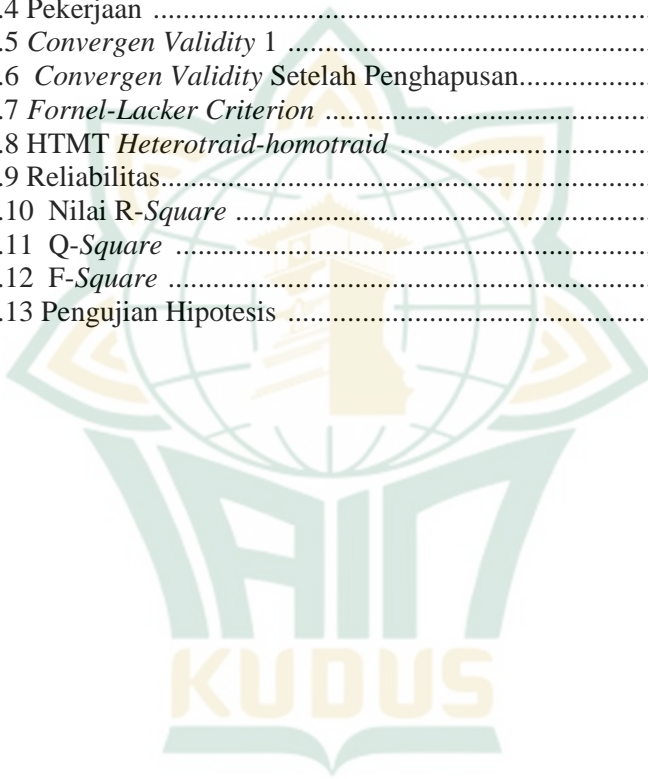 .4 Pekerjaan ......................................................................
.5 Convergen Validity 1 ..................................................
.6 Convergen Validity Setelah Penghapusan....................
.7 Fornel-Lacker Criterion ..............................................
.8 HTMT Heterotraid-homotraid ....................................
.9 Reliabilitas....................................................................
.10 Nilai R-Square ...........................................................
.11 Q-Square ...................................................................
.12 F-Square ....................................................................
.13 Pengujian Hipotesis ...................................................
IAIN
KUDUS